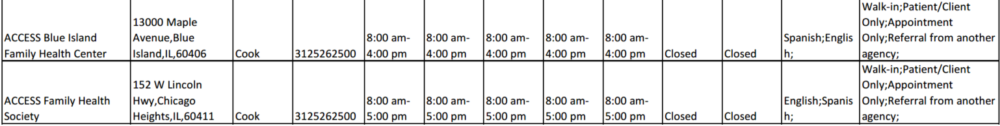 Walk-in;Patient/Client
13000 Maple Only;Appointment
ACCESS Blue Island Avenue,Blue 8:00 am- 8:00 am- 8:00 am- 8:00 am- 8:00 am- Spanish;Englis Only;Referral from another
Family Health Center Island,IL,60406 Cook 3125262500 4:00 pm 4:00 pm 4:00 pm 4:00 pm 4:00 pm Closed Closed h; agency;
Walk-in;Patient/Client
152 W Lincoln Only;Appointment
ACCESS Family Health Hwy,Chicago 8:00 am- 8:00 am- 8:00 am- 8:00 am- 8:00 am- English;Spanis Only;Referral from another
Society Heights,IL,60411 Cook 3125262500 5:00 pm 5:00 pm 5:00 pm 5:00 pm 5:00 pm Closed Closed h; agency;